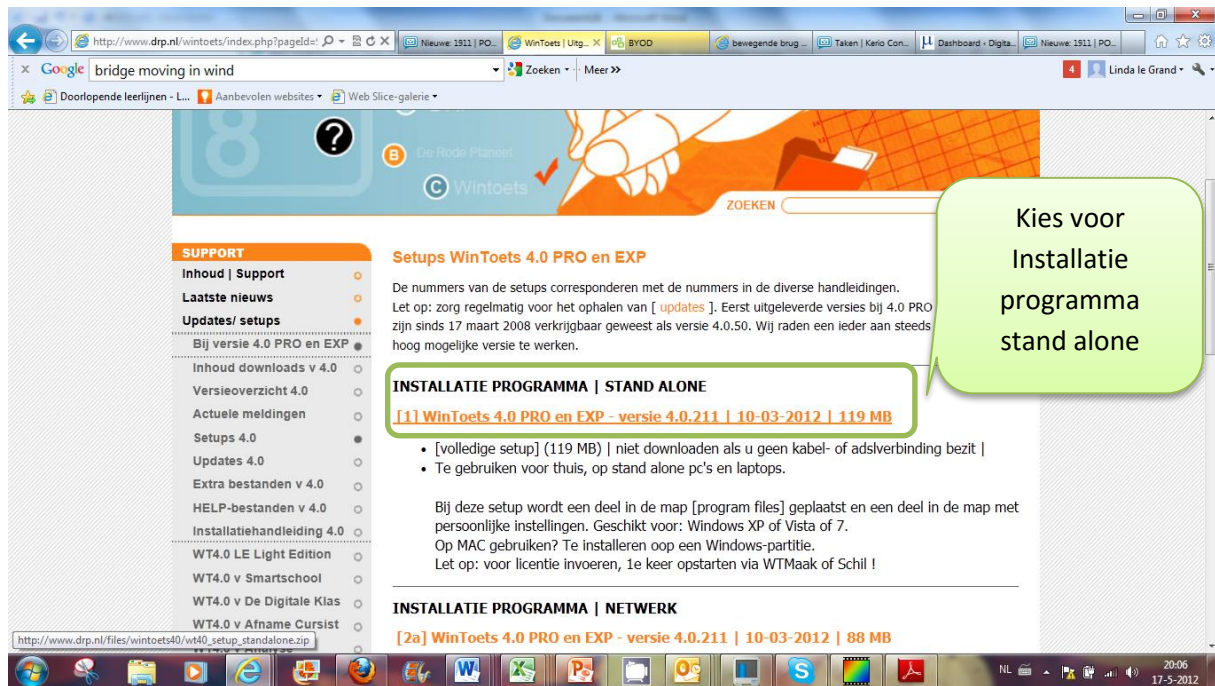 http://www.drp.nl/wintoets/index.php?pageId=!
Nieuwe: 1911 | PO...
WinToets | Uitg...
BYOD
bewegende brug ...
Taken | Kerio Con...
Dashboard - Digita...
Nieuwe: 1911 | PO...
x Google bridge moving in wind
Zoeken
Meer >>
4
Linda le Grand
Doorlopende leerlijnen - L...
Aanbevolen websites
Web Slice-galerie
8
?
B De Rode Planeet
C Wintoets
ZOEKEN
Kies voor
Installatie
programma
stand alone
SUPPORT
Inhoud | Support
Laatste nieuws
Updates/ setups
Bij versie 4.0 PRO en EXP
Inhoud downloads v 4.0
Versieoverzicht 4.0
Actuele meldingen
Setups 4.0
Updates 4.0
Extra bestanden v 4.0
HELP-bestanden v 4.0
Installatiehandleiding 4.0
WT4.0 LE Light Edition
WT4.0 v Smartschool
WT4.0 v De Digitale Klas
WT4.0 v Afname Cursist
WT4.0 v Analyse
Setups WinToets 4.0 PRO en EXP
De nummers van de setups corresponderen met de nummers in de diverse handleidingen.
Let op: zorg regelmatig voor het ophalen van [ updates ]. Eerst uitgeleverde versies bij 4.0 PRO
zijn sinds 17 maart 2008 verkrijgbaar geweest als versie 4.0.50. Wij raden een ieder aan steeds
hoog mogelijke versie te werken.
INSTALLATIE PROGRAMMA | STAND ALONE
[1] WinToets 4.0 PRO en EXP - versie 4.0.211 | 10-03-2012 | 119 MB
• [volledige setup] (119 MB) | niet downloaden als u geen kabel- of adslverbinding bezit |
• Te gebruiken voor thuis, op stand alone pc's en laptops.
Bij deze setup wordt een deel in de map [program files] geplaatst en een deel in de map met
persoonlijke instellingen. Geschikt voor: Windows XP of Vista of 7.
Op MAC gebruiken? Te installeren oop een Windows-partitie.
Let op: voor licentie invoeren, 1e keer opstarten via WTMaak of Schil !
INSTALLATIE PROGRAMMA | NETWERK
[2a] WinToets 4.0 PRO en EXP - versie 4.0.211 | 10-03-2012 | 88 MB
http://www.drp.nl/files/wintoets40/wt40_setup_standalone.zip
NL
20:06
17-5-2012